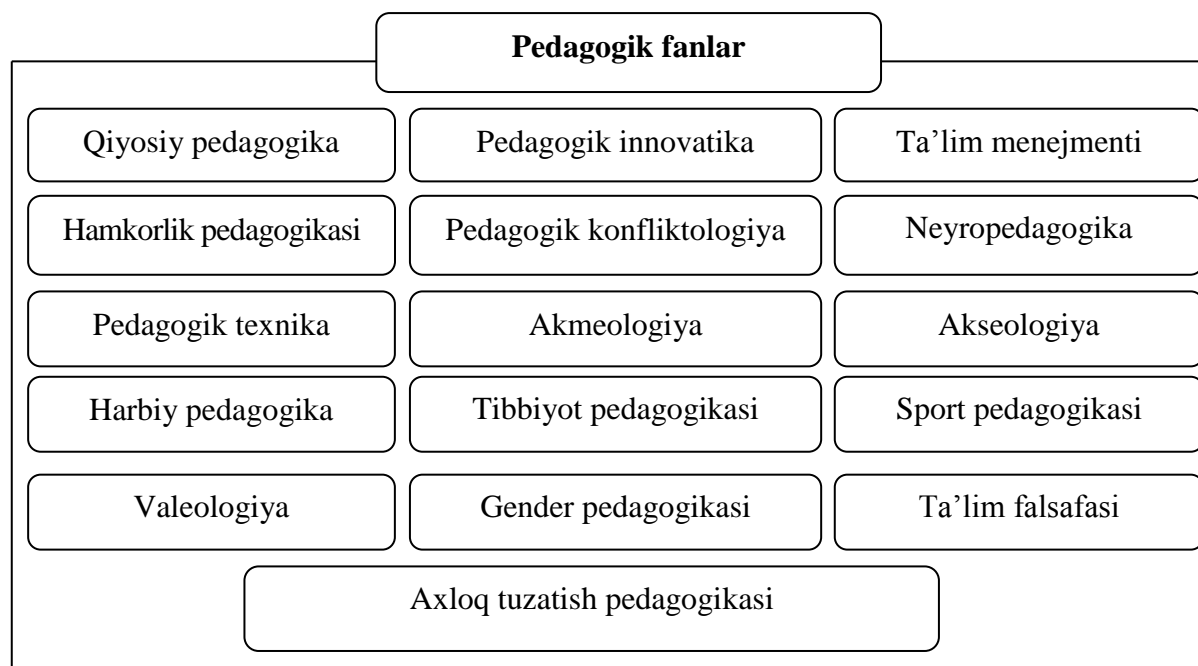 Pedagogik fanlar
Qiyosiy pedagogika
Pedagogik innovatika
Ta’lim menejmenti
Hamkorlik pedagogikasi
Pedagogik konfliktologiya
Neyropedagogika
Pedagogik texnika
Akmeologiya
Akseologiya
Harbiy pedagogika
Tibbiyot pedagogikasi
Sport pedagogikasi
Valeologiya
Gender pedagogikasi
Ta’lim falsafasi
Axloq tuzatish pedagogikasi